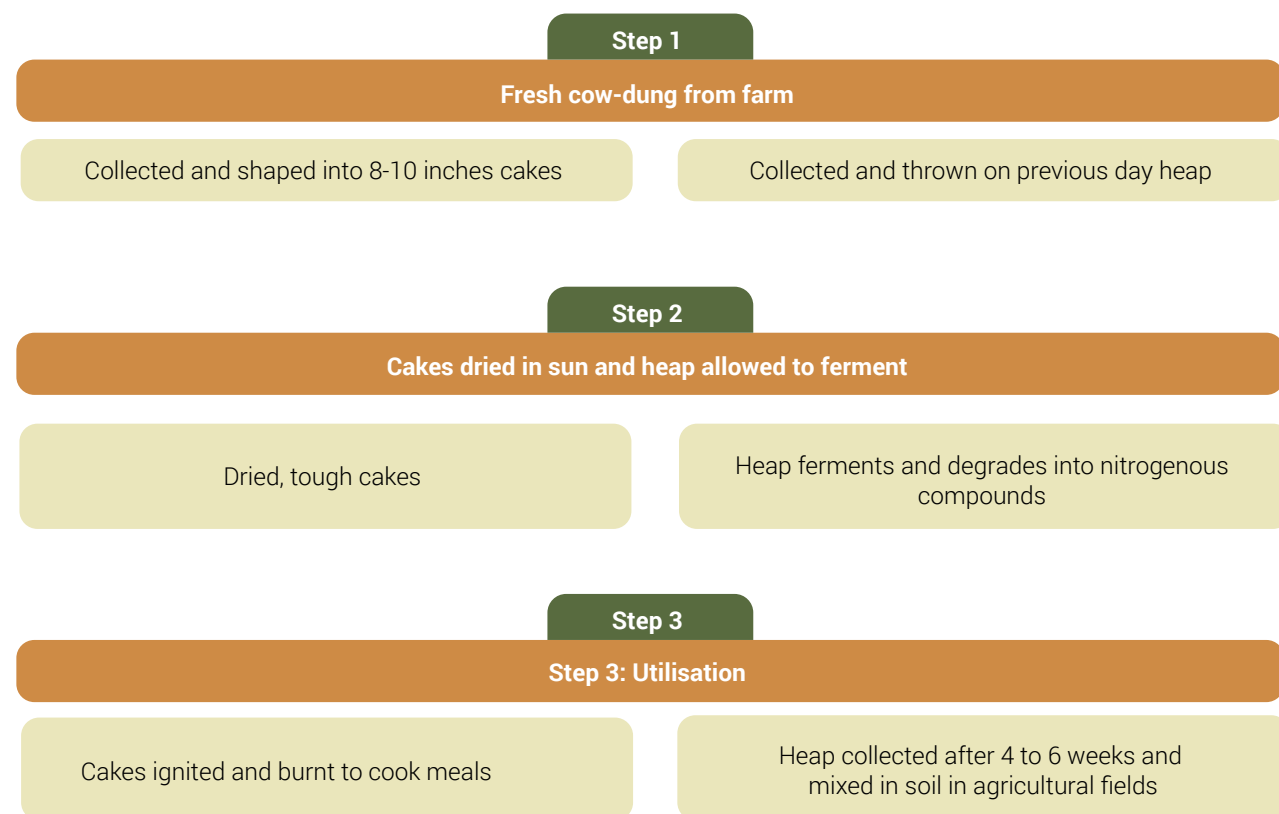 Step 1
Fresh cow-dung from farm
Collected and shaped into 8-10 inches cakes
Collected and thrown on previous day heap
Step 2
Cakes dried in sun and heap allowed to ferment
Dried, tough cakes
Heap ferments and degrades into nitrogenous
compounds
Step 3
Step 3: Utilisation
Cakes ignited and burnt to cook meals
Heap collected after 4 to 6 weeks and
mixed in soil in agricultural fields